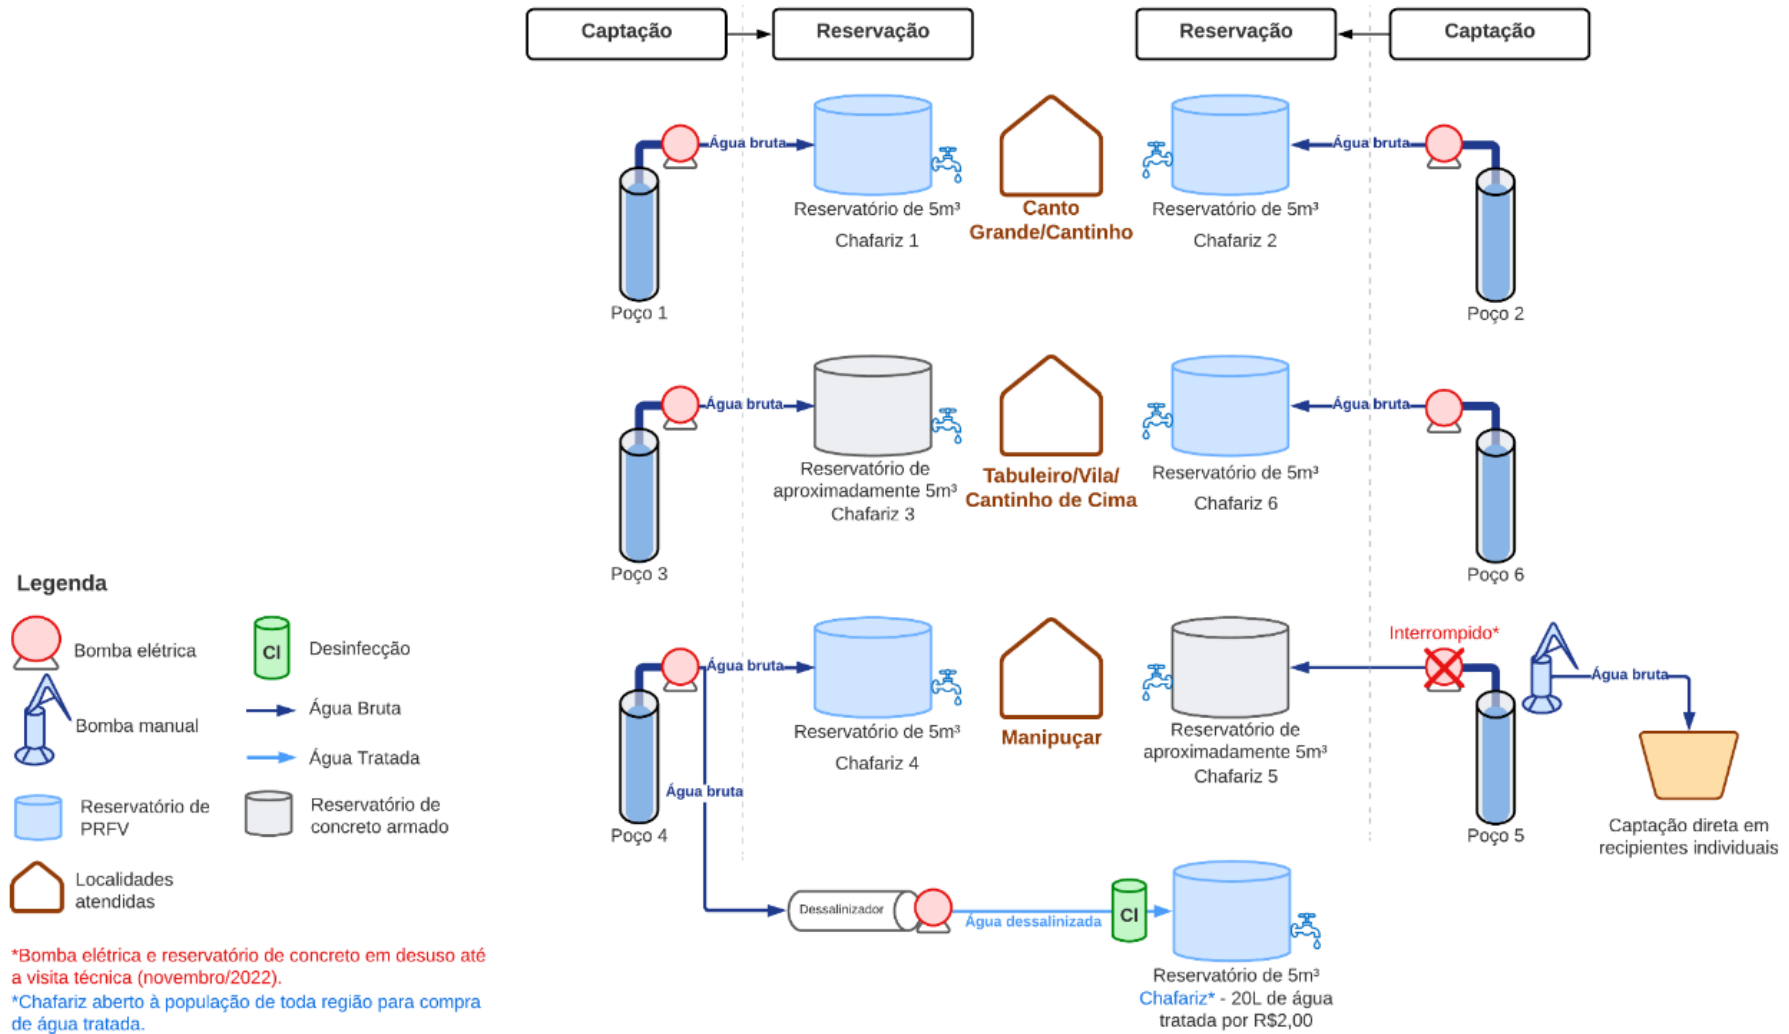 Captação
Reservação
Reservação
Captação
Água bruta
Água bruta
Reservatório de 5m³
Chafariz 1
Canto
Grande/Cantinho
Reservatório de 5m³
Chafariz 2
Poço 1
Poço 2
Água bruta
Água bruta
Reservatório de
aproximadamente 5m³
Chafariz 3
Tabuleiro/Vila/
Cantinho de Cima
Reservatório de 5m³
Chafariz 6
Poço 3
Poço 6
Interrompido*
Água bruta
Água bruta
Reservatório de 5m³
Chafariz 4
Manipuçar
Reservatório de
aproximadamente 5m³
Chafariz 5
Água bruta
Poço 4
Poço 5
Captação direta em
recipientes individuais
Dessalinizador
Água dessalinizada
Cl
Reservatório de 5m³
Chafariz* - 20L de água
tratada por R$2,00
Legenda
Bomba elétrica
Cl
Desinfecção
Bomba manual
Água Bruta
Água Tratada
Reservatório de
PRFV
Reservatório de
concreto armado
Localidades
atendidas
*Bomba elétrica e reservatório de concreto em desuso até
a visita técnica (novembro/2022).
*Chafariz aberto à população de toda região para compra
de água tratada.